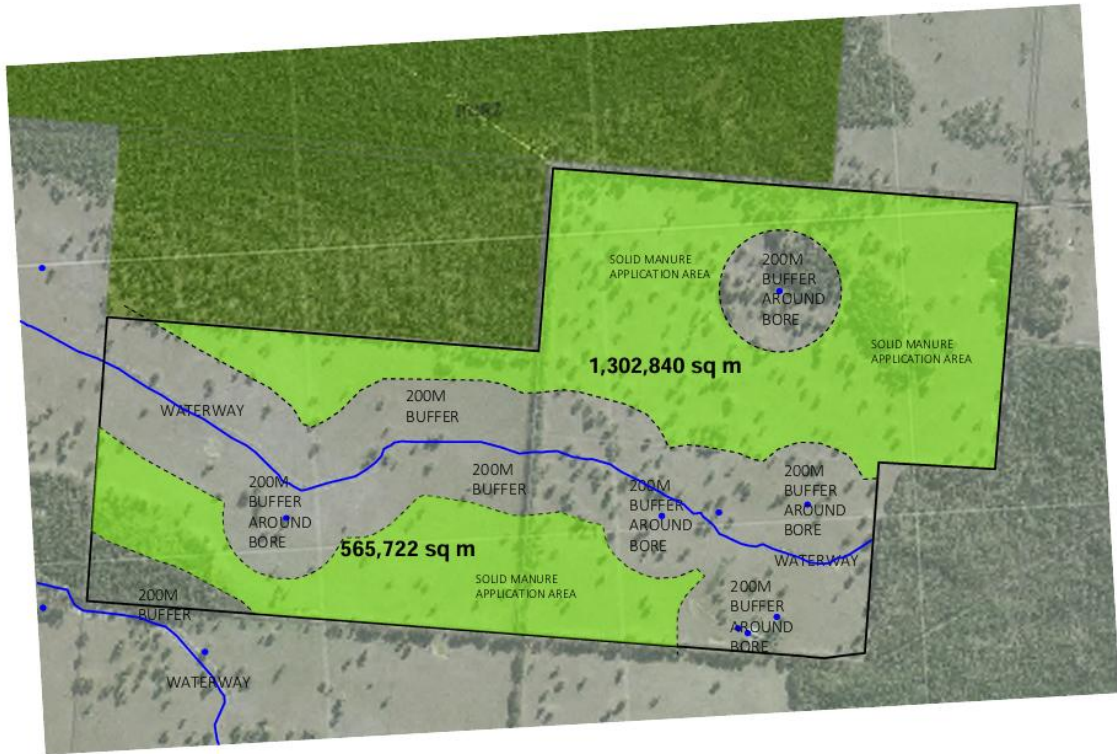 SOLID MANURE
APPLICATION AREA
200M
BUFFER
AROUND
BORE
SOLID MANURE
APPLICATION AREA
1,302,840 sq m
200M
BUFFER
WATERWAY
200M
BUFFER
200M
BUFFER
AROUND
BORE
200M
BUFFER
AROUND
BORE
200M
BUFFER
AROUND
BORE
565,722 sq m
WATERWAY
SOLID MANURE
APPLICATION AREA
200M
BUFFER
200M
BUFFER
AROUND
BORE
WATERWAY